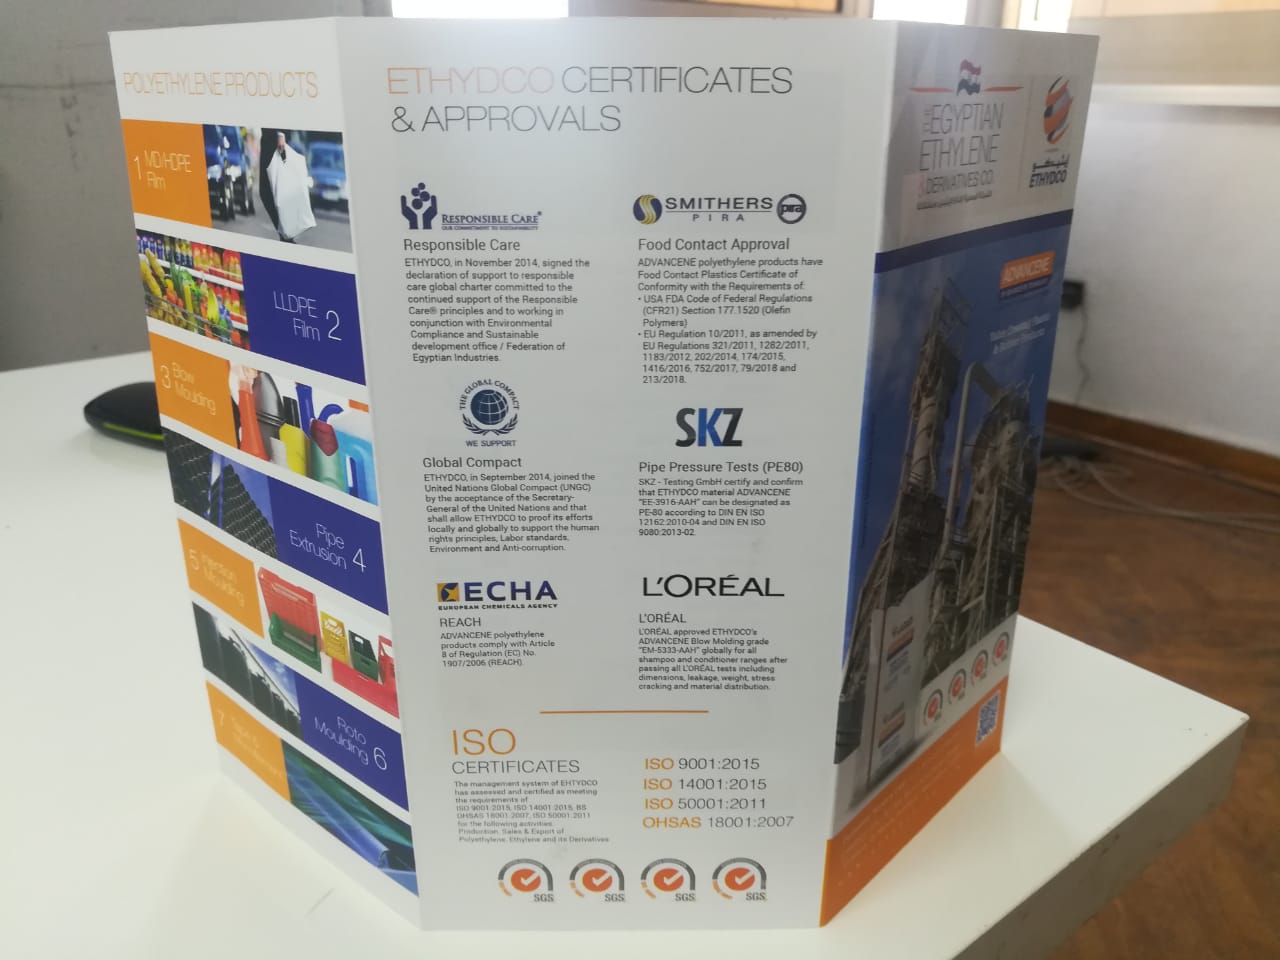 POLYETHYLENE PRODUCTS
1 MD/HDPE
Film
LLDPE
Film 2
3 Blow
Moulding
Pipe
Extrusion 4
5 Injection
Moulding
Roto
Moulding 6
7
ETHYDCO CERTIFICATES
& APPROVALS
RESPONSIBLE CARE®
OUR COMMITMENT TO SUSTAINABILITY
Responsible Care
ETHYDCO, in November 2014, signed the
declaration of support to responsible
care global charter committed to the
continued support of the Responsible
Care® principles and to working in
conjunction with Environmental
Compliance and Sustainable
development office / Federation of
Egyptian Industries.
THE GLOBAL COMPACT
WE SUPPORT
Global Compact
ETHYDCO, in September 2014, joined the
United Nations Global Compact (UNGC)
by the acceptance of the Secretary-
General of the United Nations and that
shall allow ETHYDCO to proof its efforts
locally and globally to support the human
rights principles, Labor standards,
Environment and Anti-corruption.
ECHA
EUROPEAN CHEMICALS AGENCY
REACH
ADVANCENE polyethylene
products comply with Article
8 of Regulation (EC) No.
1907/2006 (REACH).
SMITHERS
PIRA
pira
Food Contact Approval
ADVANCENE polyethylene products have
Food Contact Plastics Certificate of
Conformity with the Requirements of:
• USA FDA Code of Federal Regulations
(CFR21) Section 177.1520 (Olefin
Polymers)
• EU Regulation 10/2011, as amended by
EU Regulations 321/2011, 1282/2011,
1183/2012, 202/2014, 174/2015,
1416/2016, 752/2017, 79/2018 and
213/2018.
SKZ
Pipe Pressure Tests (PE80)
SKZ - Testing GmbH certify and confirm
that ETHYDCO material ADVANCENE
"EE-3916-AAH" can be designated as
PE-80 according to DIN EN ISO
12162:2010-04 and DIN EN ISO
9080:2013-02.
L'ORÉAL
L'ORÉAL
L'ORÉAL approved ETHYDCO's
ADVANCENE Blow Molding grade
"EM-5333-AAH" globally for all
shampoo and conditioner ranges after
passing all L'ORÉAL tests including
dimensions, leakage, weight, stress
cracking and material distribution.
ISO
CERTIFICATES
The management system of EHTYDCO
has assessed and certified as meeting
the requirements of
ISO 9001:2015, ISO 14001:2015, BS
OHSAS 18001:2007, ISO 50001:2011
for the following activities:
Production, Sales & Export of
Polyethylene, Ethylene and its Derivatives
ISO 9001:2015
ISO 14001:2015
ISO 50001:2011
OHSAS 18001:2007
SGS
SGS
SGS
SGS
THE EGYPTIAN
ETHYLENE
& DERIVATIVES CO.
ETHYDCO
ADVANCENE